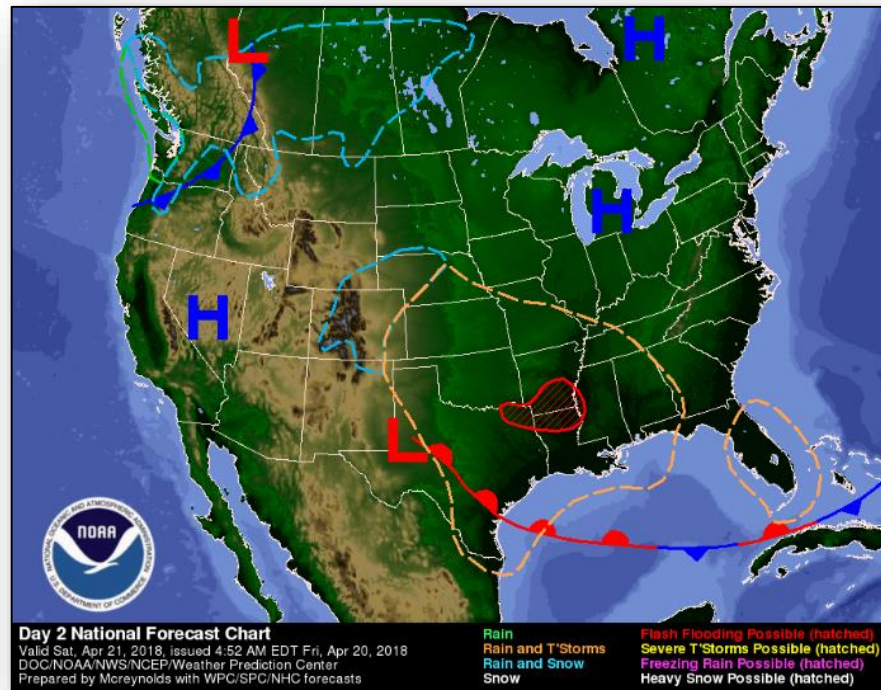 L
H
H
H
L
NATIONAL OCEANIC AND ATMOSPHERIC ADMINISTRATION
NOAA
U.S. DEPARTMENT OF COMMERCE
Day 2 National Forecast Chart
Valid Sat, Apr 21, 2018, issued 4:52 AM EDT Fri, Apr 20, 2018
DOC/NOAA/NWS/NCEP/Weather Prediction Center
Prepared by Mcreynolds with WPC/SPC/NHC forecasts
Rain
Rain and T'Storms
Rain and Snow
Snow
Flash Flooding Possible (hatched)
Severe T'Storms Possible (hatched)
Freezing Rain Possible (hatched)
Heavy Snow Possible (hatched)